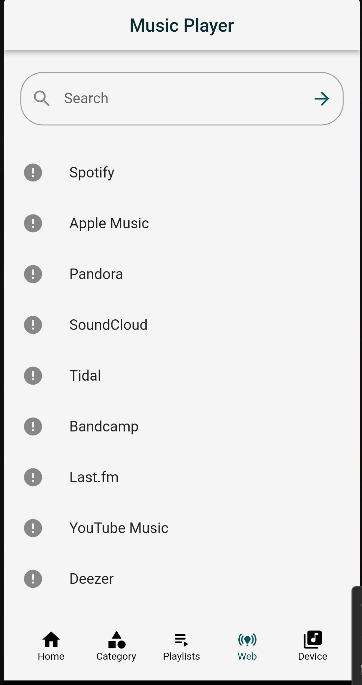 Music Player
Search
Spotify
Apple Music
Pandora
SoundCloud
Tidal
Bandcamp
Last.fm
YouTube Music
Deezer
Home Category Playlists Web Device